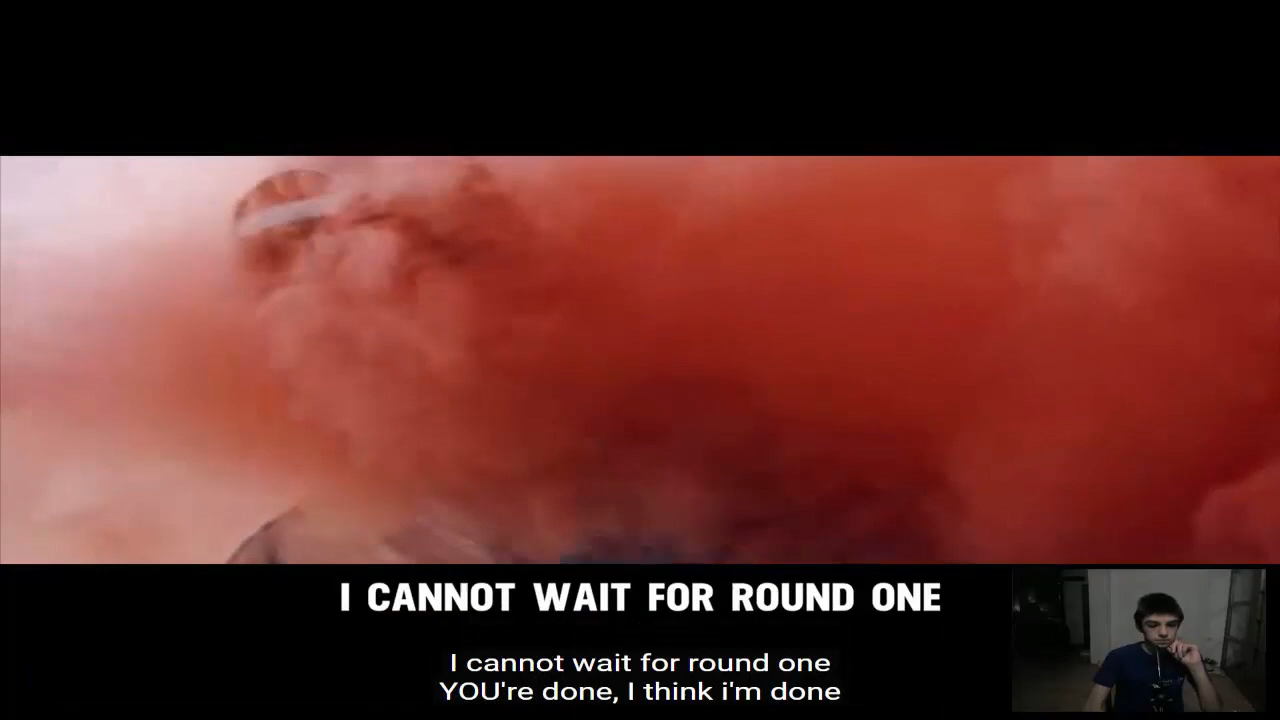 I CANNOT WAIT FOR ROUND ONE
I cannot wait for round one
YOU're done, I think i'm done